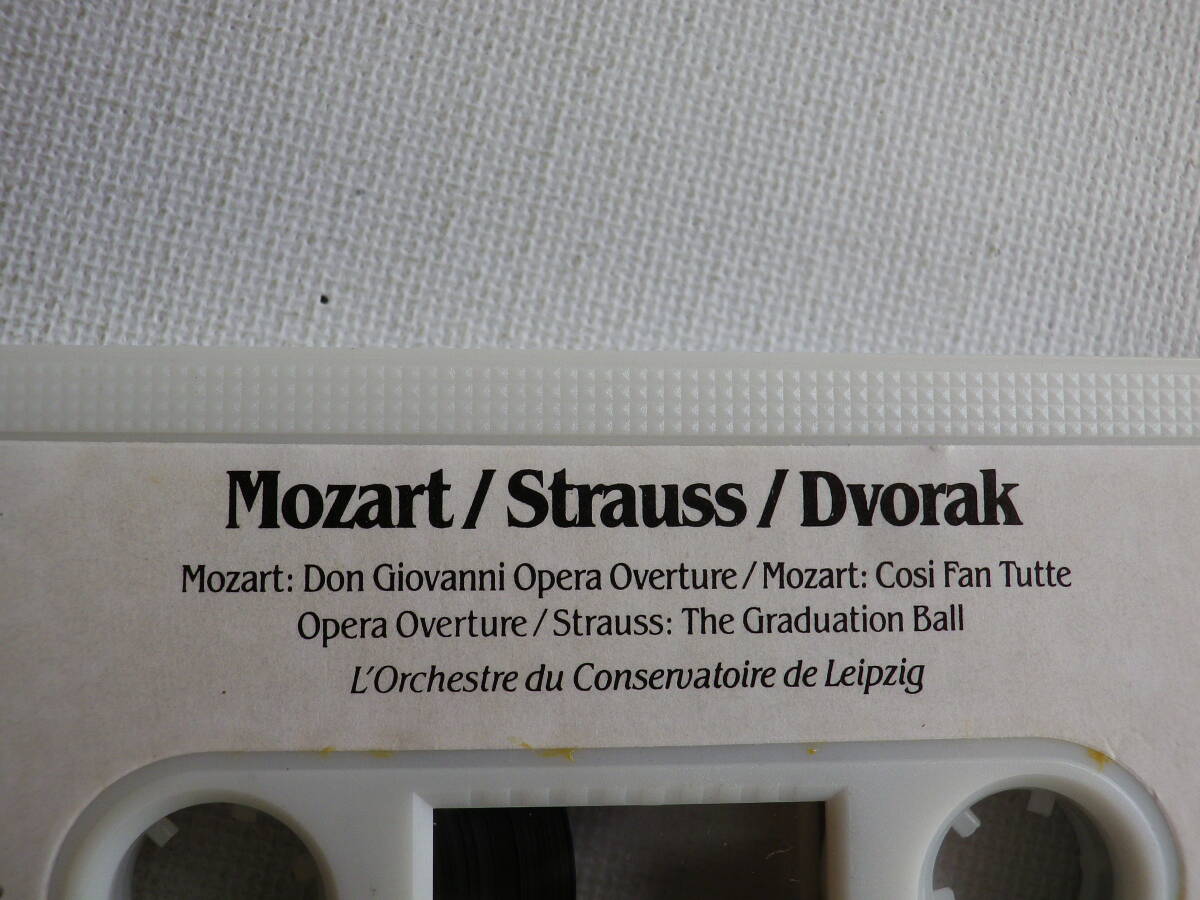 Mozart / Strauss / Dvorak
Mozart: Don Giovanni Opera Overture / Mozart: Cosi Fan Tutte
Opera Overture / Strauss: The Graduation Ball
L'Orchestre du Conservatoire de Leipzig